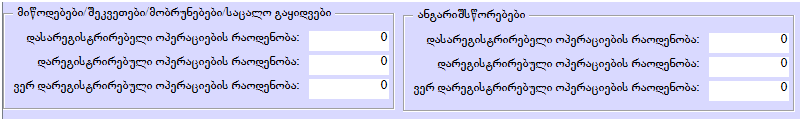 მიწოდებები/შეკვეთები/მობრუნებები/საცალო გაყიდვები
დასარეგისტრირებელი ოპერაციების რაოდენობა: 0
დარეგისტრირებული ოპერაციების რაოდენობა: 0
ვერ დარეგისტრირებული ოპერაციების რაოდენობა: 0
ანგარიშსწორებები
დასარეგისტრირებელი ოპერაციების რაოდენობა: 0
დარეგისტრირებული ოპერაციების რაოდენობა: 0
ვერ დარეგისტრირებული ოპერაციების რაოდენობა: 0